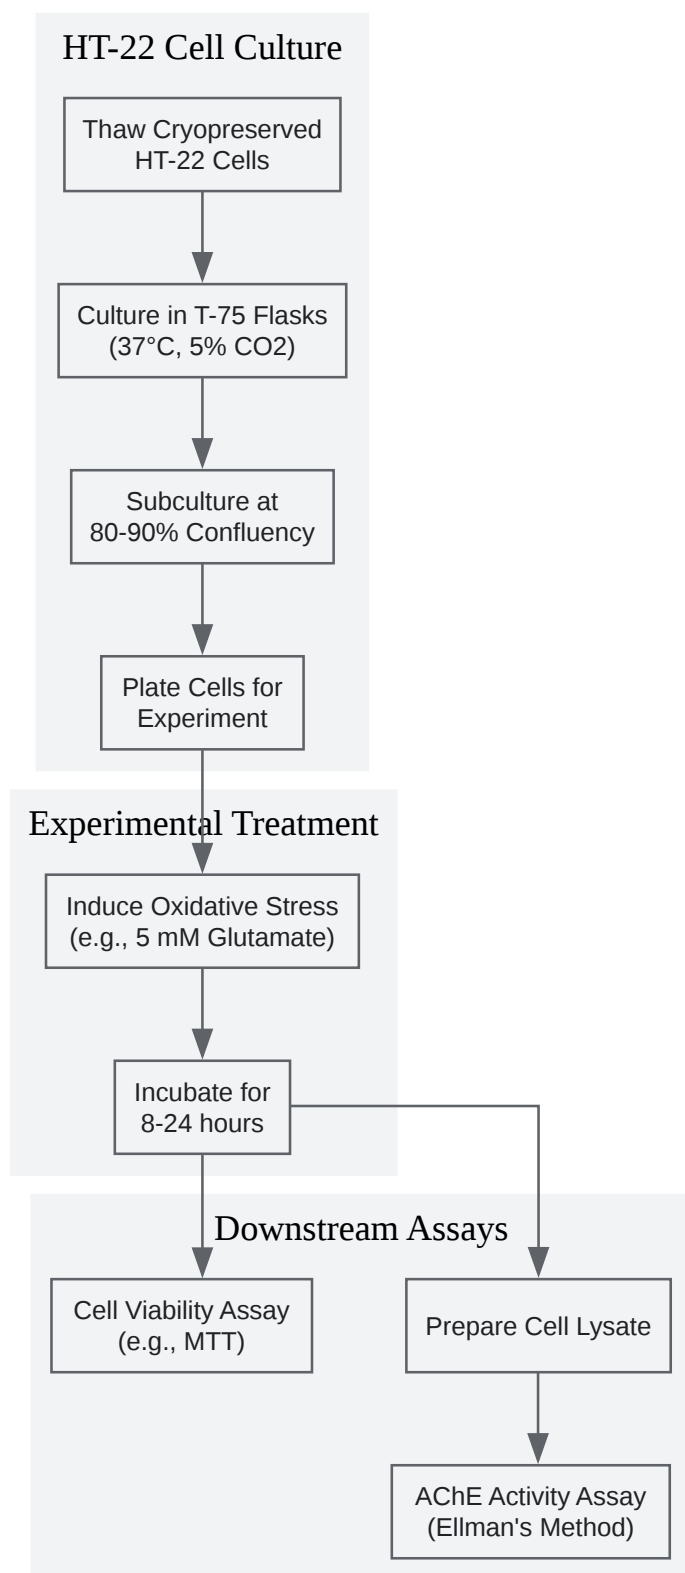 HT-22 Cell Culture
Thaw Cryopreserved
HT-22 Cells
Culture in T-75 Flasks
(37°C, 5% CO2)
Subculture at
80-90% Confluency
Plate Cells for
Experiment
Experimental Treatment
Induce Oxidative Stress
(e.g., 5 mM Glutamate)
Incubate for
8-24 hours
Downstream Assays
Cell Viability Assay
(e.g., MTT)
Prepare Cell Lysate
AChE Activity Assay
(Ellman's Method)